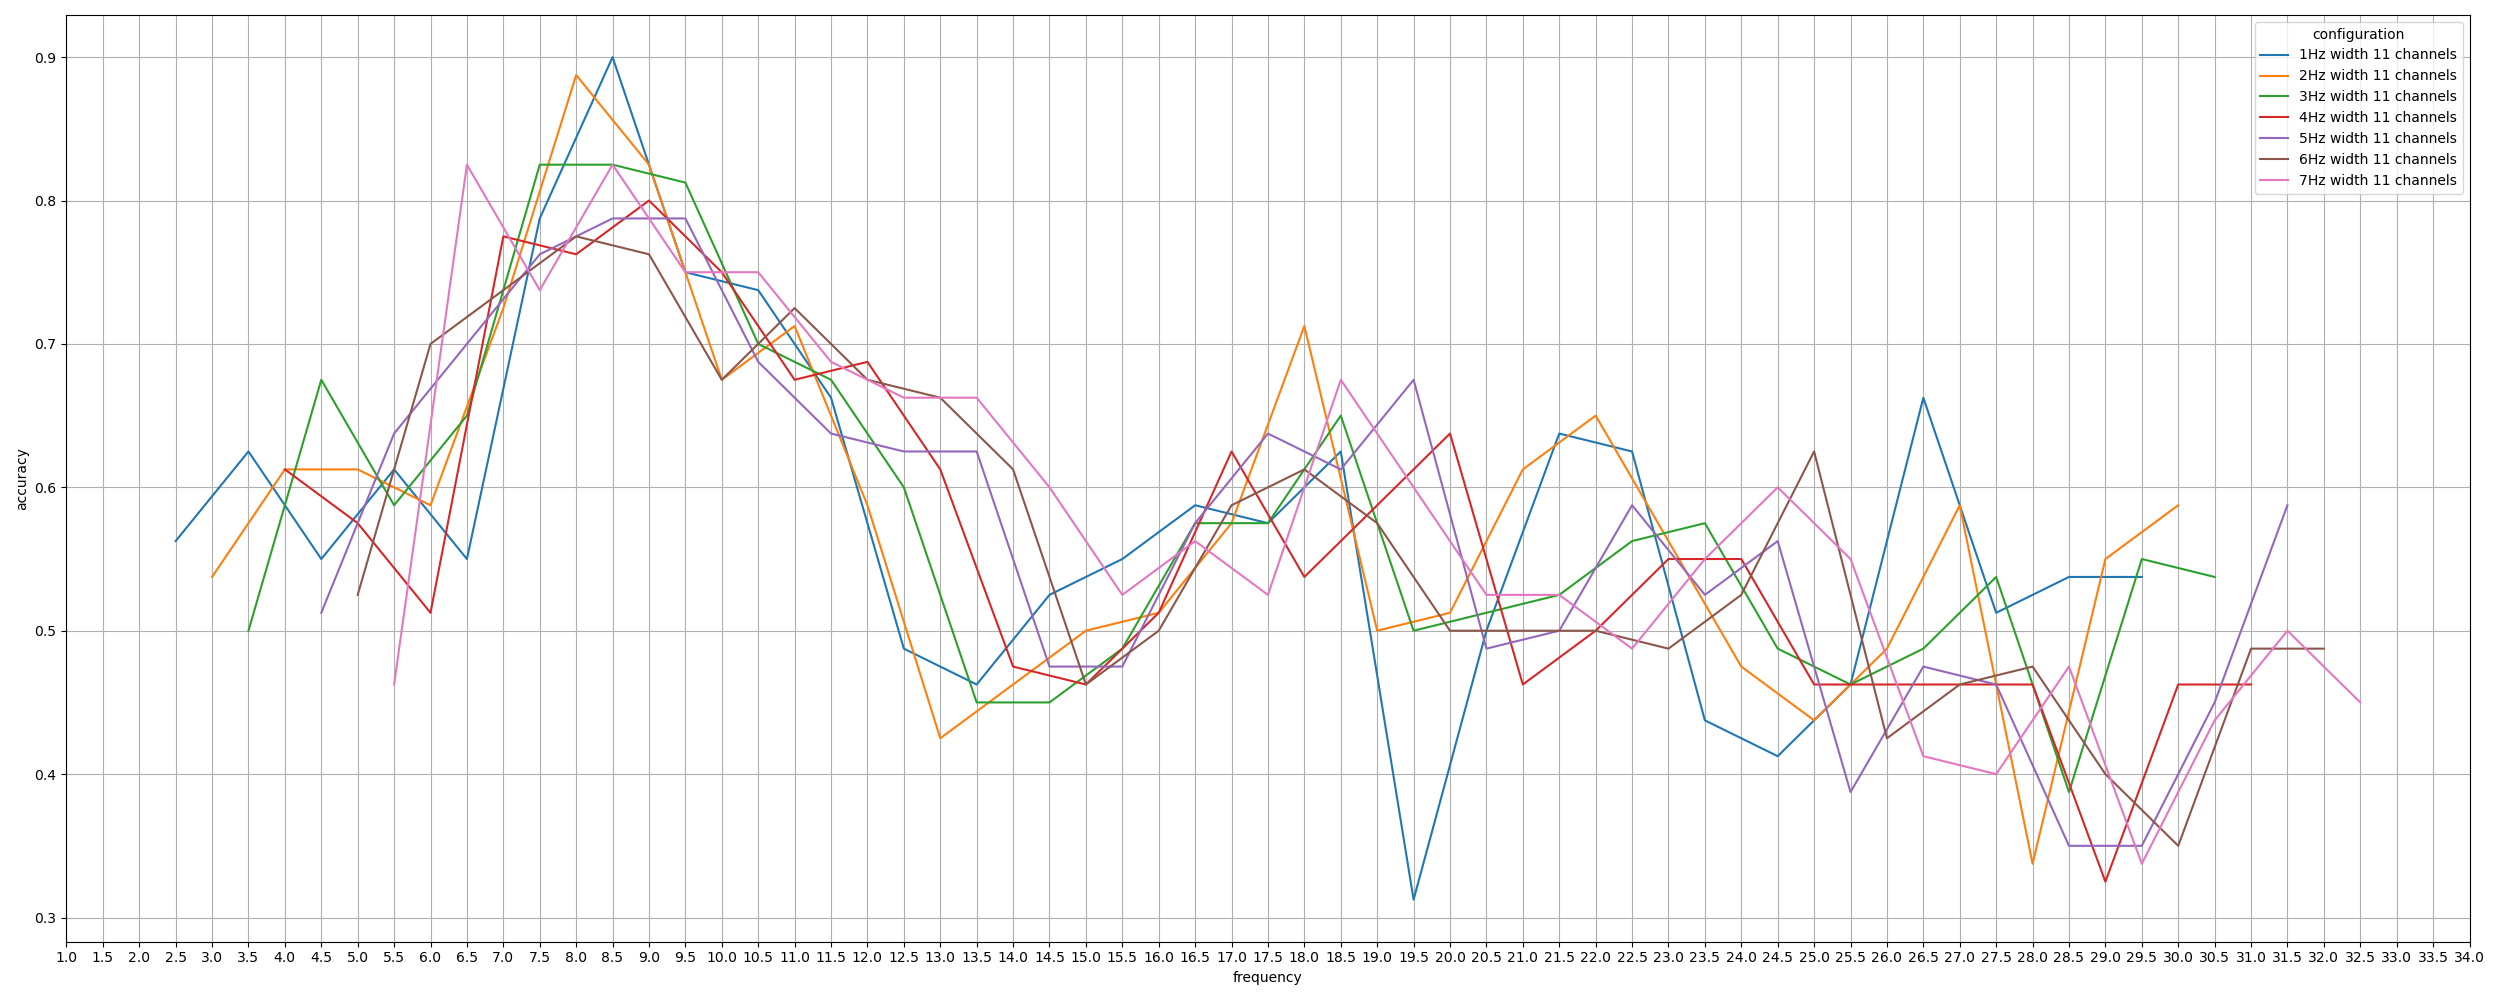 configuration
1Hz width 11 channels
2Hz width 11 channels
3Hz width 11 channels
4Hz width 11 channels
5Hz width 11 channels
6Hz width 11 channels
7Hz width 11 channels
accuracy
0.9
0.8
0.7
0.6
0.5
0.4
0.3
1.0 1.5 2.0 2.5 3.0 3.5 4.0 4.5 5.0 5.5 6.0 6.5 7.0 7.5 8.0 8.5 9.0 9.5 10.0 10.5 11.0 11.5 12.0 12.5 13.0 13.5 14.0 14.5 15.0 15.5 16.0 16.5 17.0 17.5 18.0 18.5 19.0 19.5 20.0 20.5 21.0 21.5 22.0 22.5 23.0 23.5 24.0 24.5 25.0 25.5 26.0 26.5 27.0 27.5 28.0 28.5 29.0 29.5 30.0 30.5 31.0 31.5 32.0 32.5 33.0 33.5 34.0
frequency